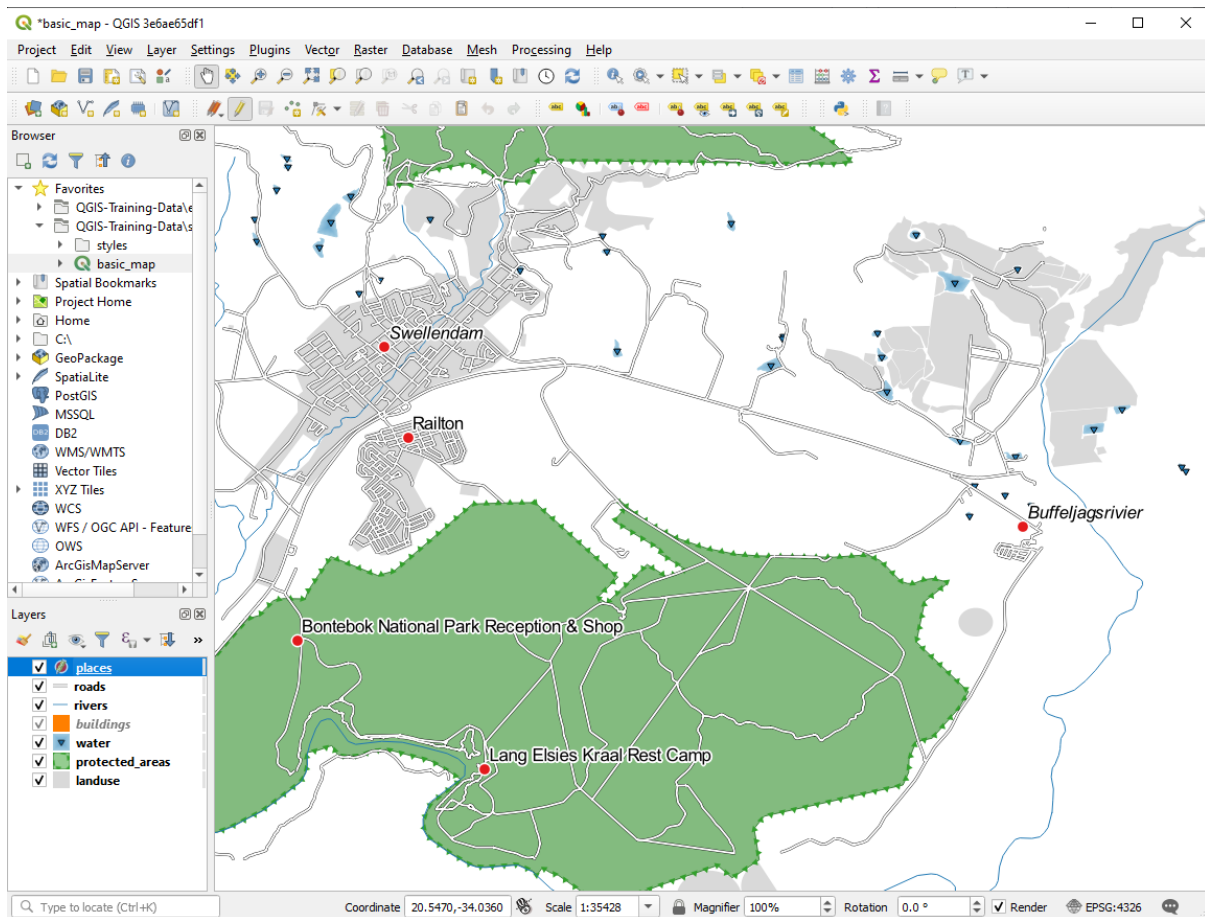 *basic_map - QGIS 3e6ae65df1
Project Edit View Layer Settings Plugins Vector Raster Database Mesh Processing Help
Browser
Favorites
QGIS-Training-Data\e
QGIS-Training-Data\s
styles
basic_map
Spatial Bookmarks
Project Home
Home
C:\
GeoPackage
SpatiaLite
PostGIS
MSSQL
DB2
WMS/WMTS
Vector Tiles
XYZ Tiles
WCS
WFS / OGC API - Feature
OWS
ArcGisMapServer
Layers
places
roads
rivers
buildings
water
protected_areas
landuse
Swellendam
Railton
Buffeljagsrivier
Bontebok National Park Reception & Shop
Lang Elsies Kraal Rest Camp
Type to locate (Ctrl+K) Coordinate 20.5470,-34.0360 Scale 1:35428 Magnifier 100% Rotation 0.0 ° Render EPSG:4326